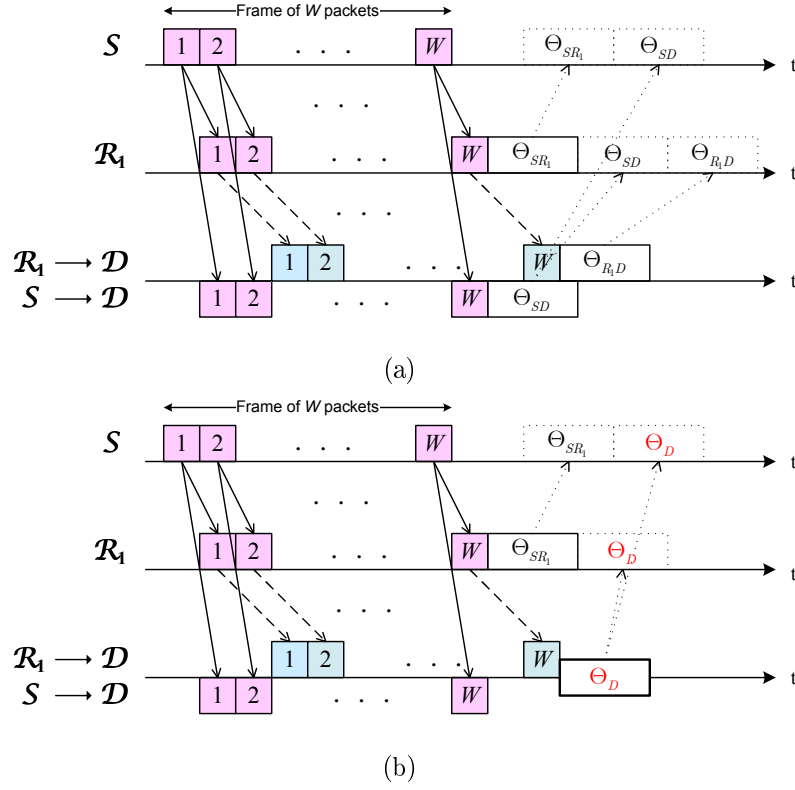 Frame of W packets
S 1 2 . . . W Θ_{SR_1} Θ_{SD} t
. . .
R_1 1 2 . . . W Θ_{SR_1} Θ_{SD} Θ_{R_1D} t
. . .
R_1 → D 1 2 . . . W Θ_{R_1D} t
S → D 1 2 . . . W Θ_{SD}
(a)
Frame of W packets
S 1 2 . . . W Θ_{SR_1} Θ_D t
. . .
R_1 1 2 . . . W Θ_{SR_1} Θ_D t
. . .
R_1 → D 1 2 . . . W Θ_D t
S → D 1 2 . . . W
(b)